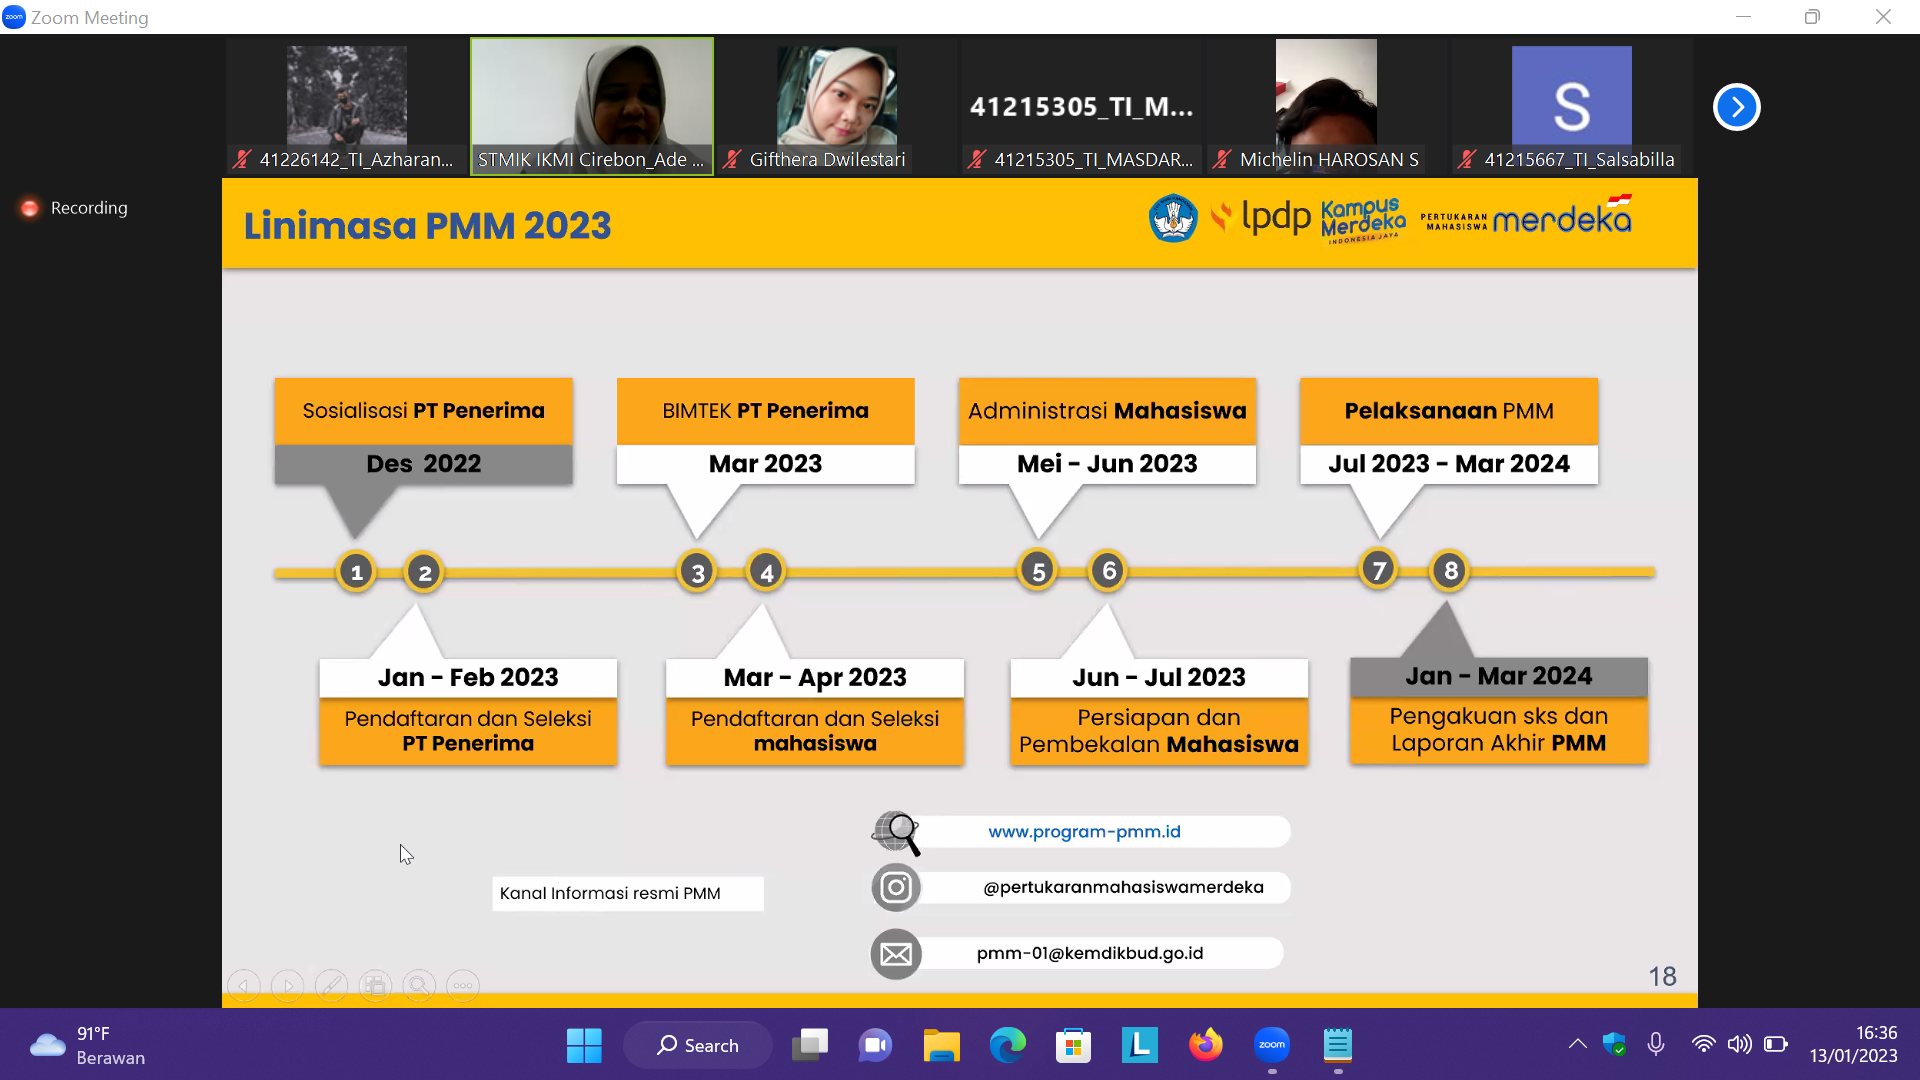 zoom
Zoom Meeting
41215305_TI_M...
S
41226142_TI_Azharan...
STMIK IKMI Cirebon_Ade ...
Gifthera Dwilestari
41215305_TI_MASDAR...
Michelin HAROSAN S
41215667_TI_Salsabilla
Recording
Linimasa PMM 2023
lpdp
Kampus
Merdeka
INDONESIA JAYA
PERTUKARAN
MAHASISWA
merdeka
Sosialisasi PT Penerima
Des 2022
BIMTEK PT Penerima
Mar 2023
Administrasi Mahasiswa
Mei - Jun 2023
Pelaksanaan PMM
Jul 2023 - Mar 2024
1
2
3
4
5
6
7
8
Jan - Feb 2023
Pendaftaran dan Seleksi
PT Penerima
Mar - Apr 2023
Pendaftaran dan Seleksi
mahasiswa
Jun - Jul 2023
Persiapan dan
Pembekalan Mahasiswa
Jan - Mar 2024
Pengakuan sks dan
Laporan Akhir PMM
www.program-pmm.id
Kanal Informasi resmi PMM
@pertukaranmahasiswamerdeka
pmm-01@kemdikbud.go.id
18
91°F
Berawan
Search
L
zoom
16:36
13/01/2023